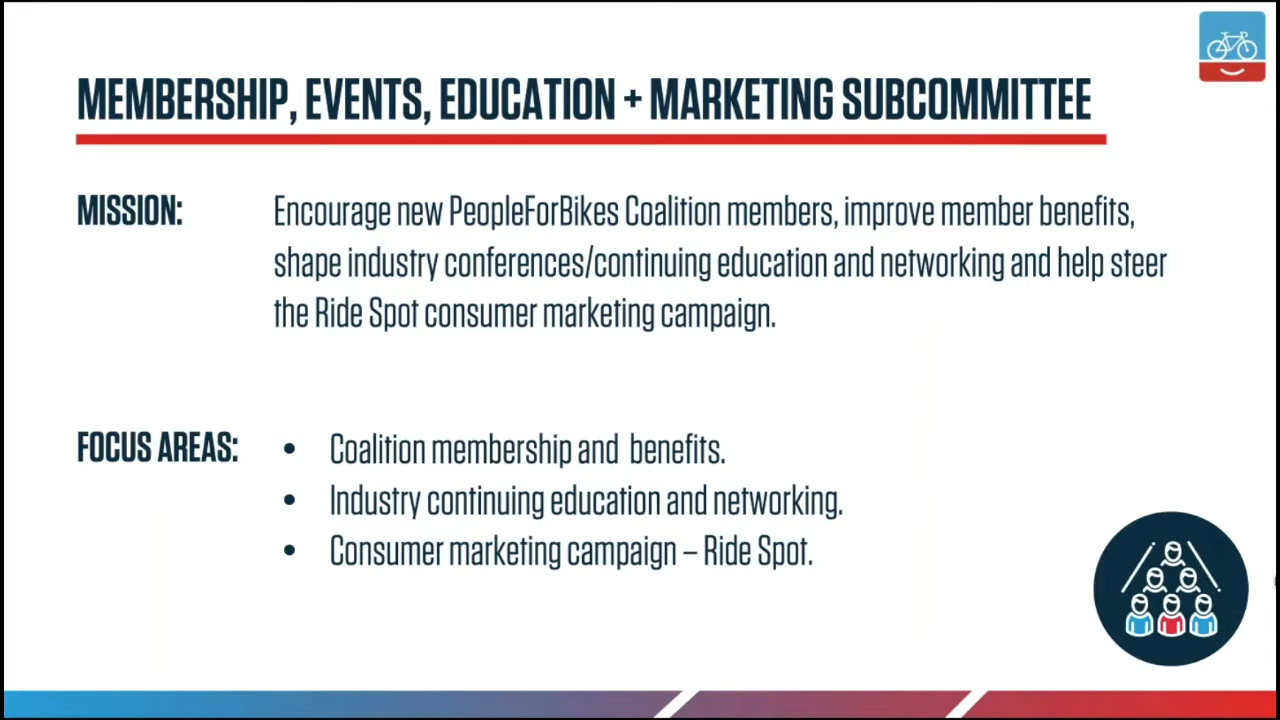 MEMBERSHIP, EVENTS, EDUCATION + MARKETING SUBCOMMITTEE
MISSION:
Encourage new PeopleForBikes Coalition members, improve member benefits,
shape industry conferences/continuing education and networking and help steer
the Ride Spot consumer marketing campaign.
FOCUS AREAS:
• Coalition membership and benefits.
• Industry continuing education and networking.
• Consumer marketing campaign – Ride Spot.